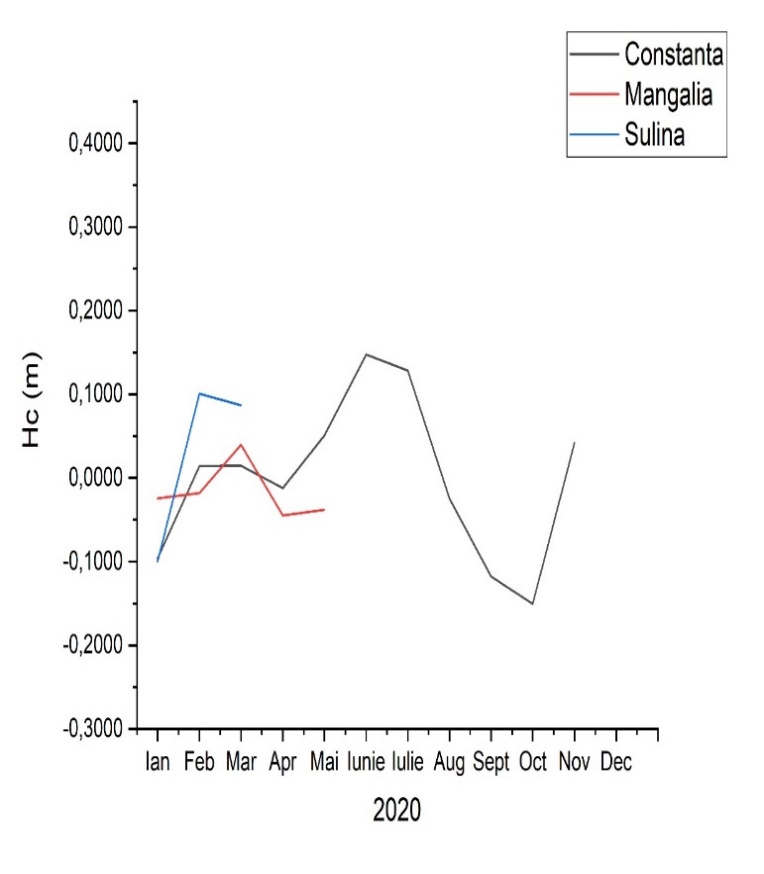 Constanta
Mangalia
Sulina
0,4000
0,3000
0,2000
0,1000
0,0000
-0,1000
-0,2000
-0,3000
Hc (m)
Ian Feb Mar Apr Mai Iunie Iulie Aug Sept Oct Nov Dec
2020